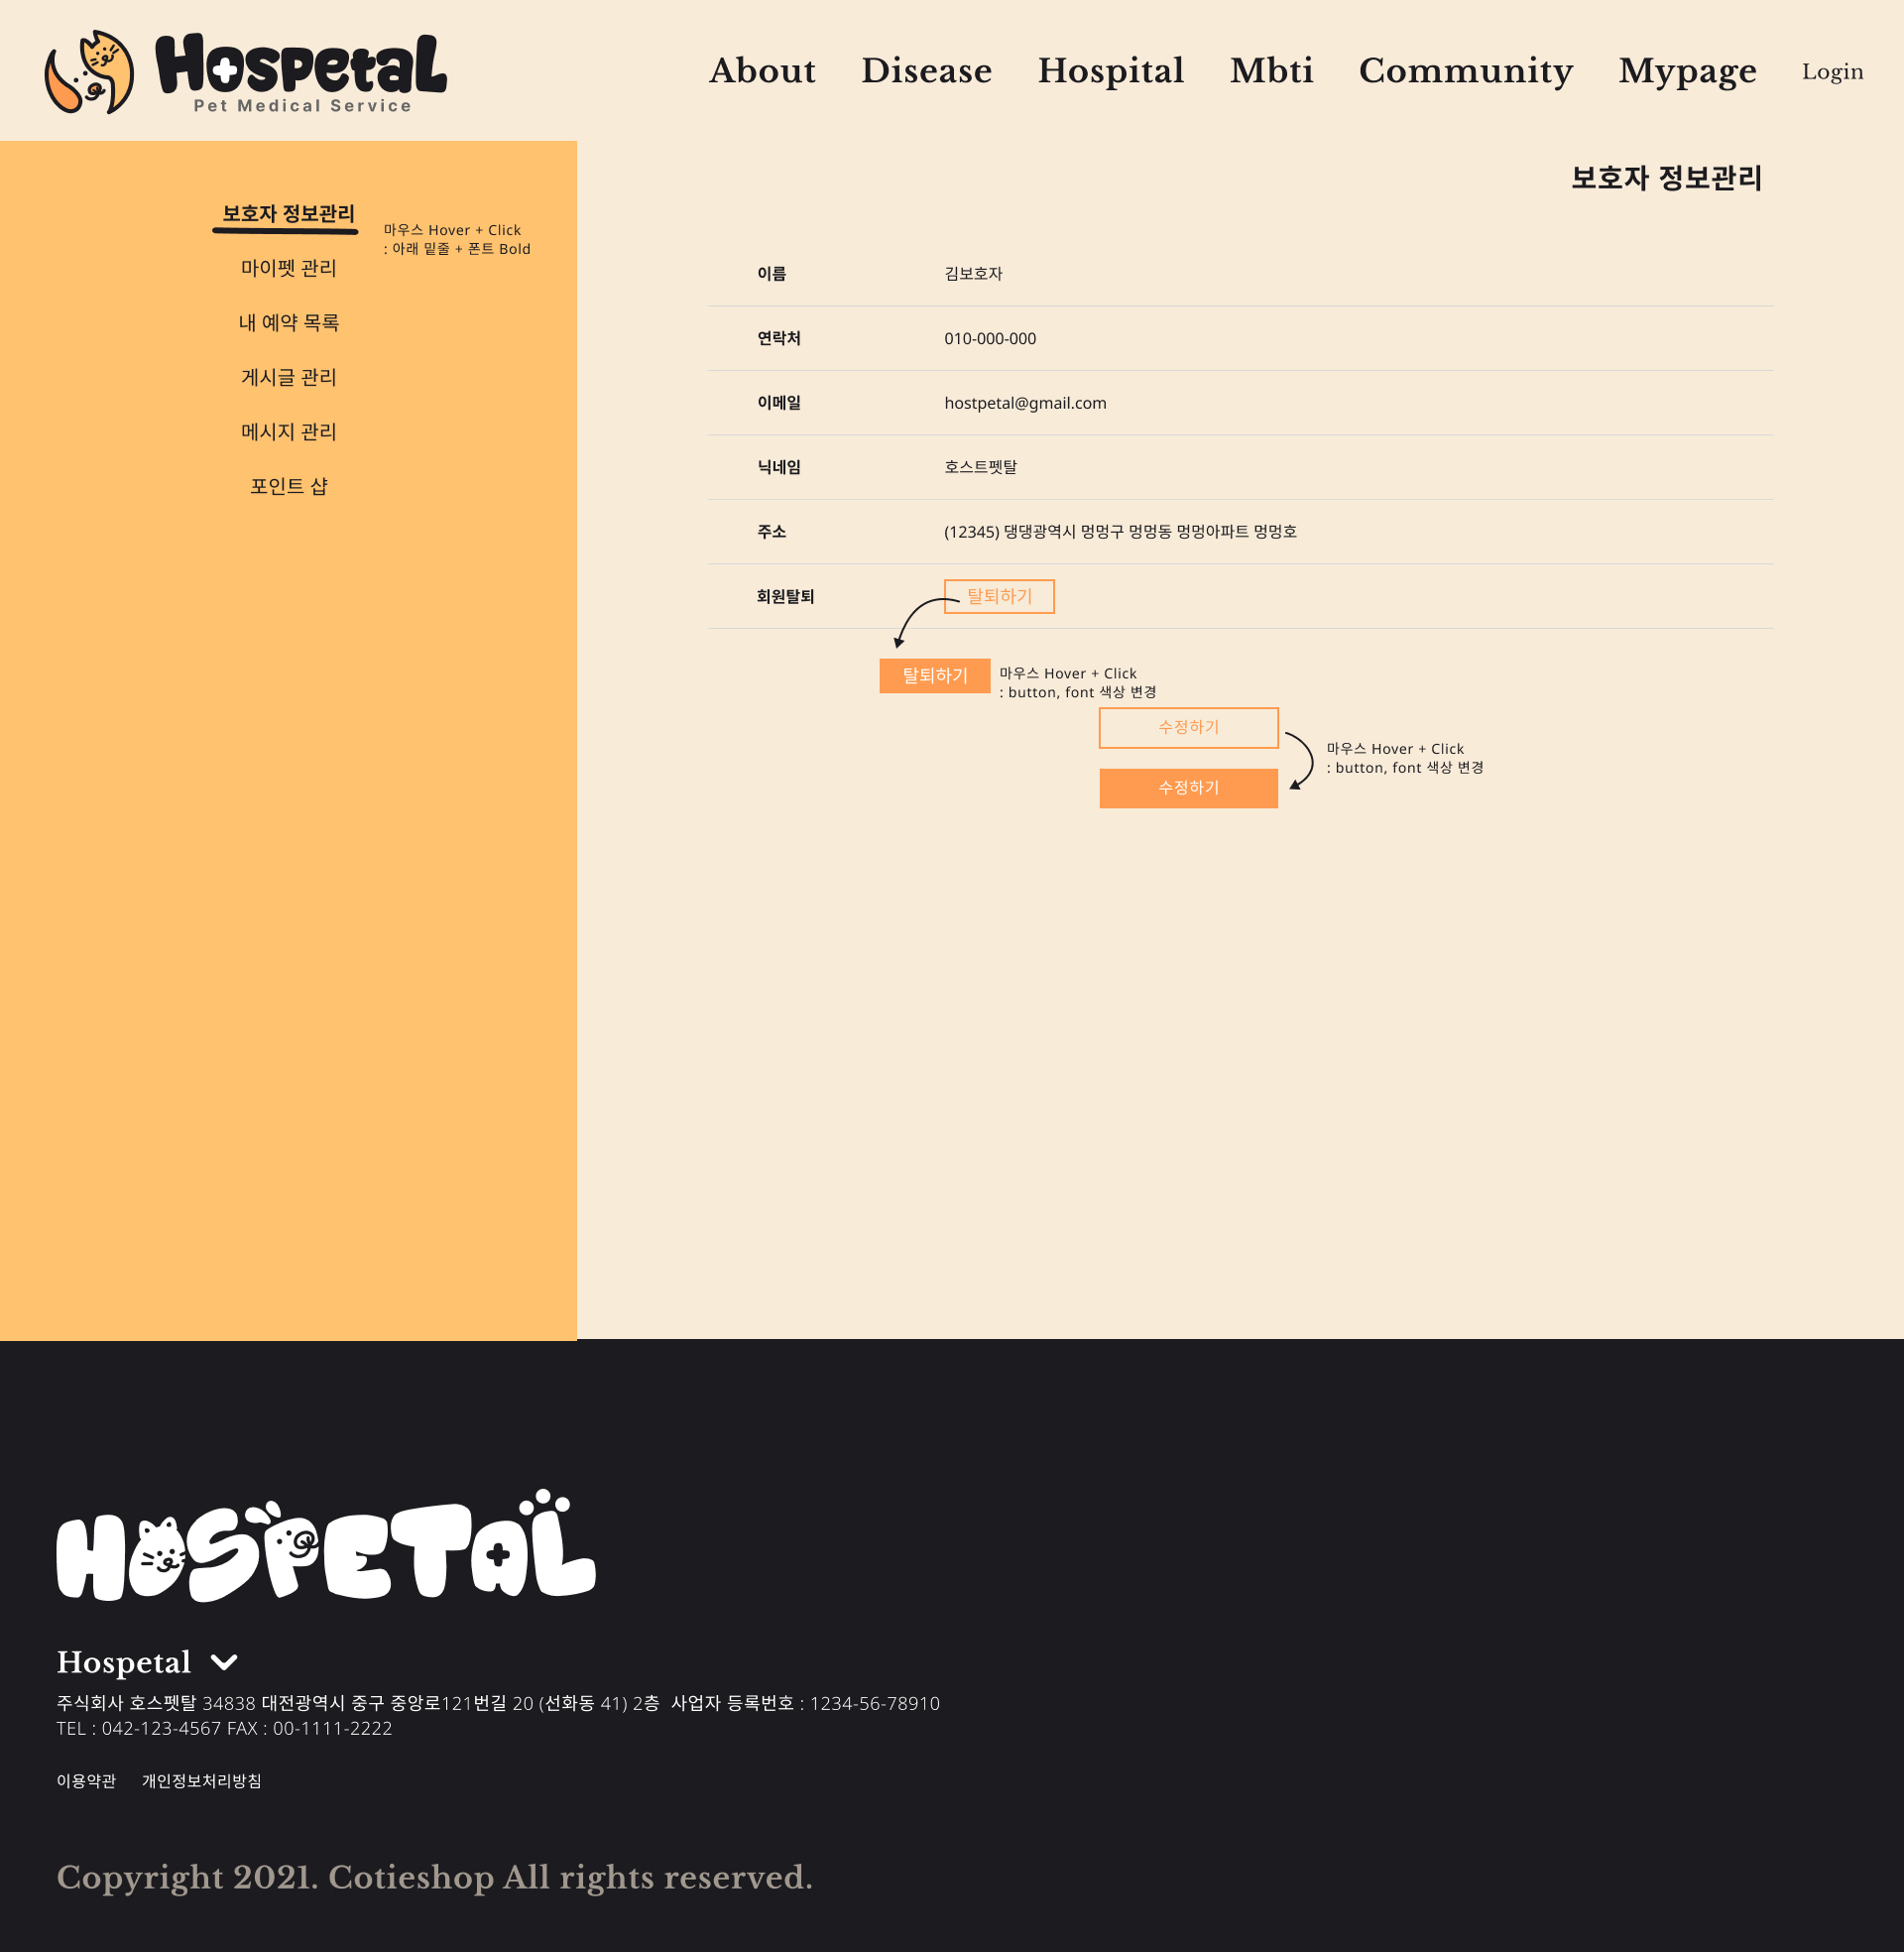 Hospetal
Pet Medical Service
About Disease Hospital Mbti Community Mypage Login
보호자 정보관리
마우스 Hover + Click
: 아래 밑줄 + 폰트 Bold
마이펫 관리
내 예약 목록
게시글 관리
메시지 관리
포인트 샵
보호자 정보관리
이름 김보호자
연락처 010-000-000
이메일 hostpetal@gmail.com
닉네임 호스트펫탈
주소 (12345) 댕댕광역시 멍멍구 멍멍동 멍멍아파트 멍멍호
회원탈퇴 탈퇴하기
탈퇴하기
마우스 Hover + Click
: button, font 색상 변경
수정하기
수정하기
마우스 Hover + Click
: button, font 색상 변경
HOSPETAL
Hospetal
주식회사 호스펫탈 34838 대전광역시 중구 중앙로121번길 20 (선화동 41) 2층 사업자 등록번호 : 1234-56-78910
TEL : 042-123-4567 FAX : 00-1111-2222
이용약관 개인정보처리방침
Copyright 2021. Cotieshop All rights reserved.